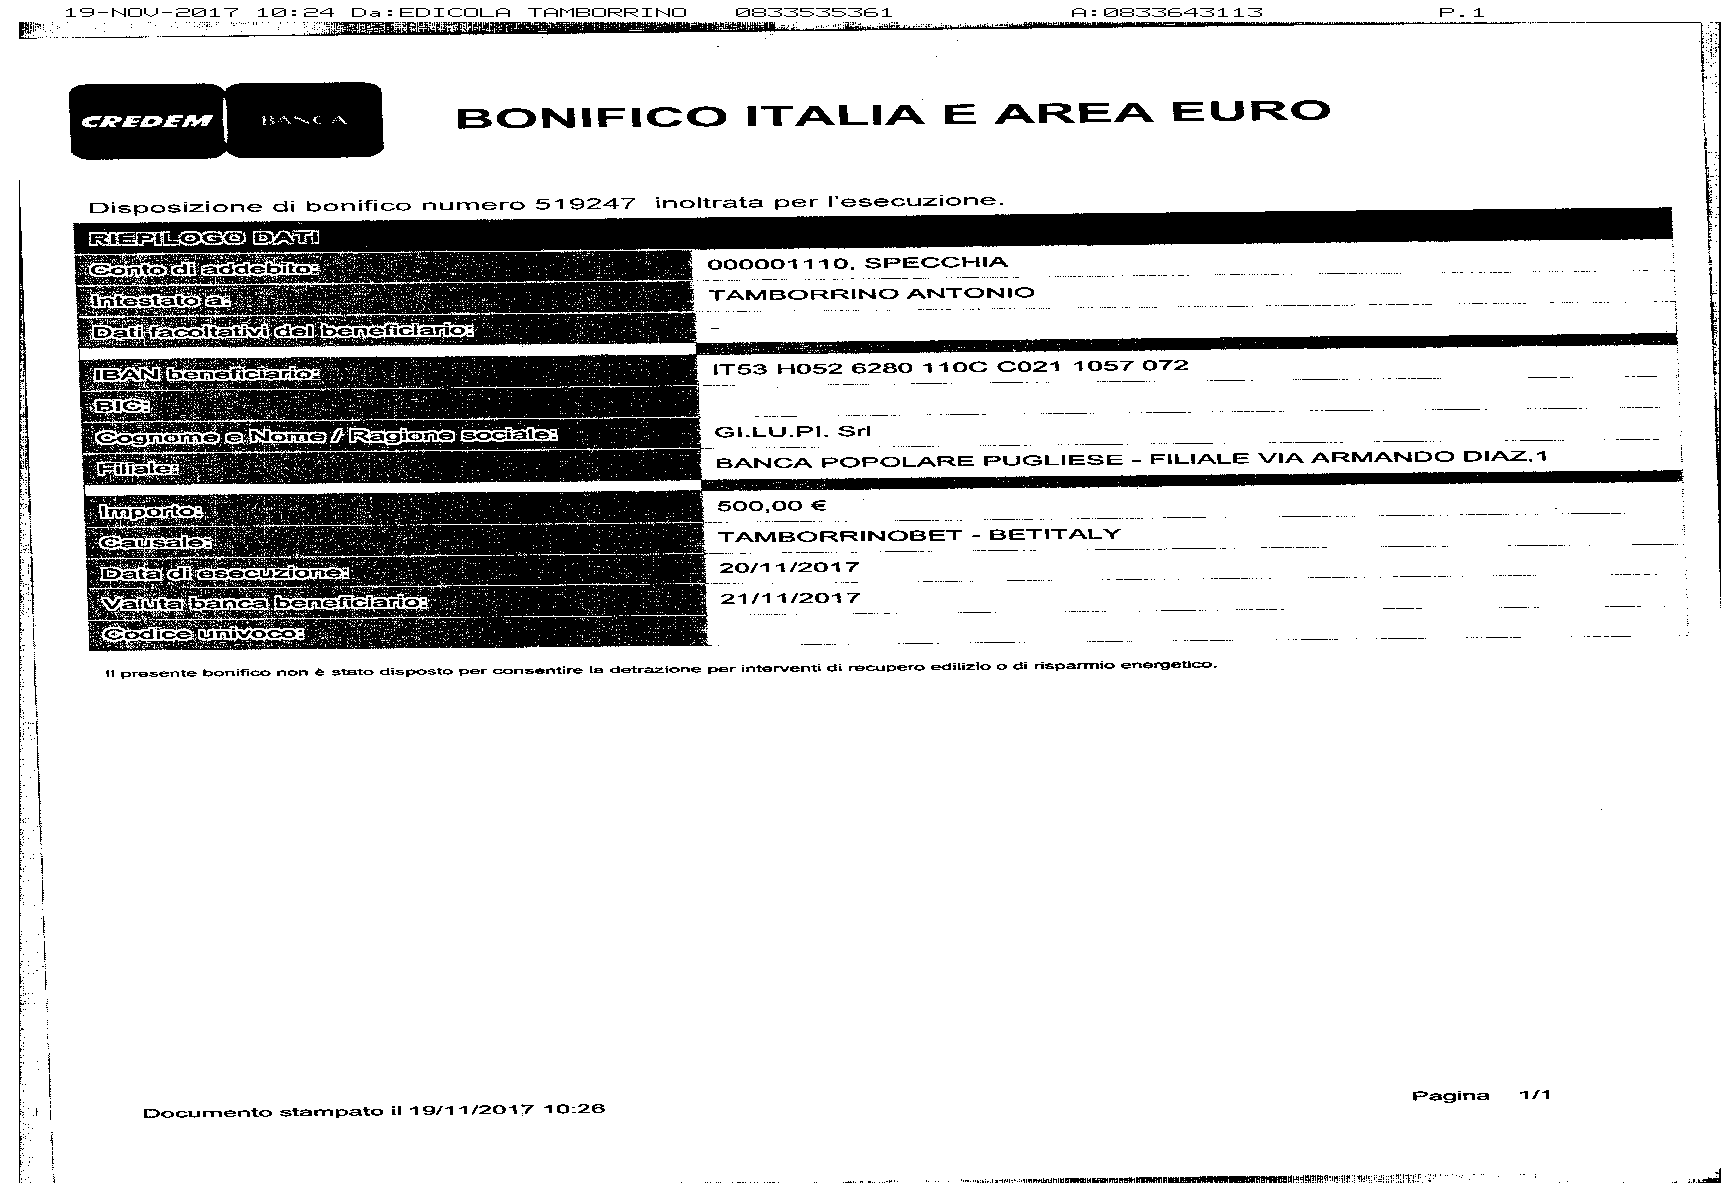 19-NOV-2017 10:24 Da:EDICOLA TAMBORRINO 0833535361 A:0833643113 P.1
CREDEM BANCA
BONIFICO ITALIA E AREA EURO
Disposizione di bonifico numero 519247 inoltrata per l'esecuzione.
RIEPILOGO DATI
Conto di addebito: 000001110, SPECCHIA
Intestato a: TAMBORRINO ANTONIO
Dati facoltativi del beneficiario: –
IBAN beneficiario: IT53 H052 6280 110C C021 1057 072
BIC:
Cognome e Nome / Ragione sociale: GI.LU.PI. Srl
Filiale: BANCA POPOLARE PUGLIESE - FILIALE VIA ARMANDO DIAZ,1
Importo: 500,00 €
Causale: TAMBORRINOBET - BETITALY
Data di esecuzione: 20/11/2017
Valuta banca beneficiario: 21/11/2017
Codice univoco:
Il presente bonifico non è stato disposto per consentire la detrazione per interventi di recupero edilizio o di risparmio energetico.
Pagina 1/1
Documento stampato il 19/11/2017 10:26